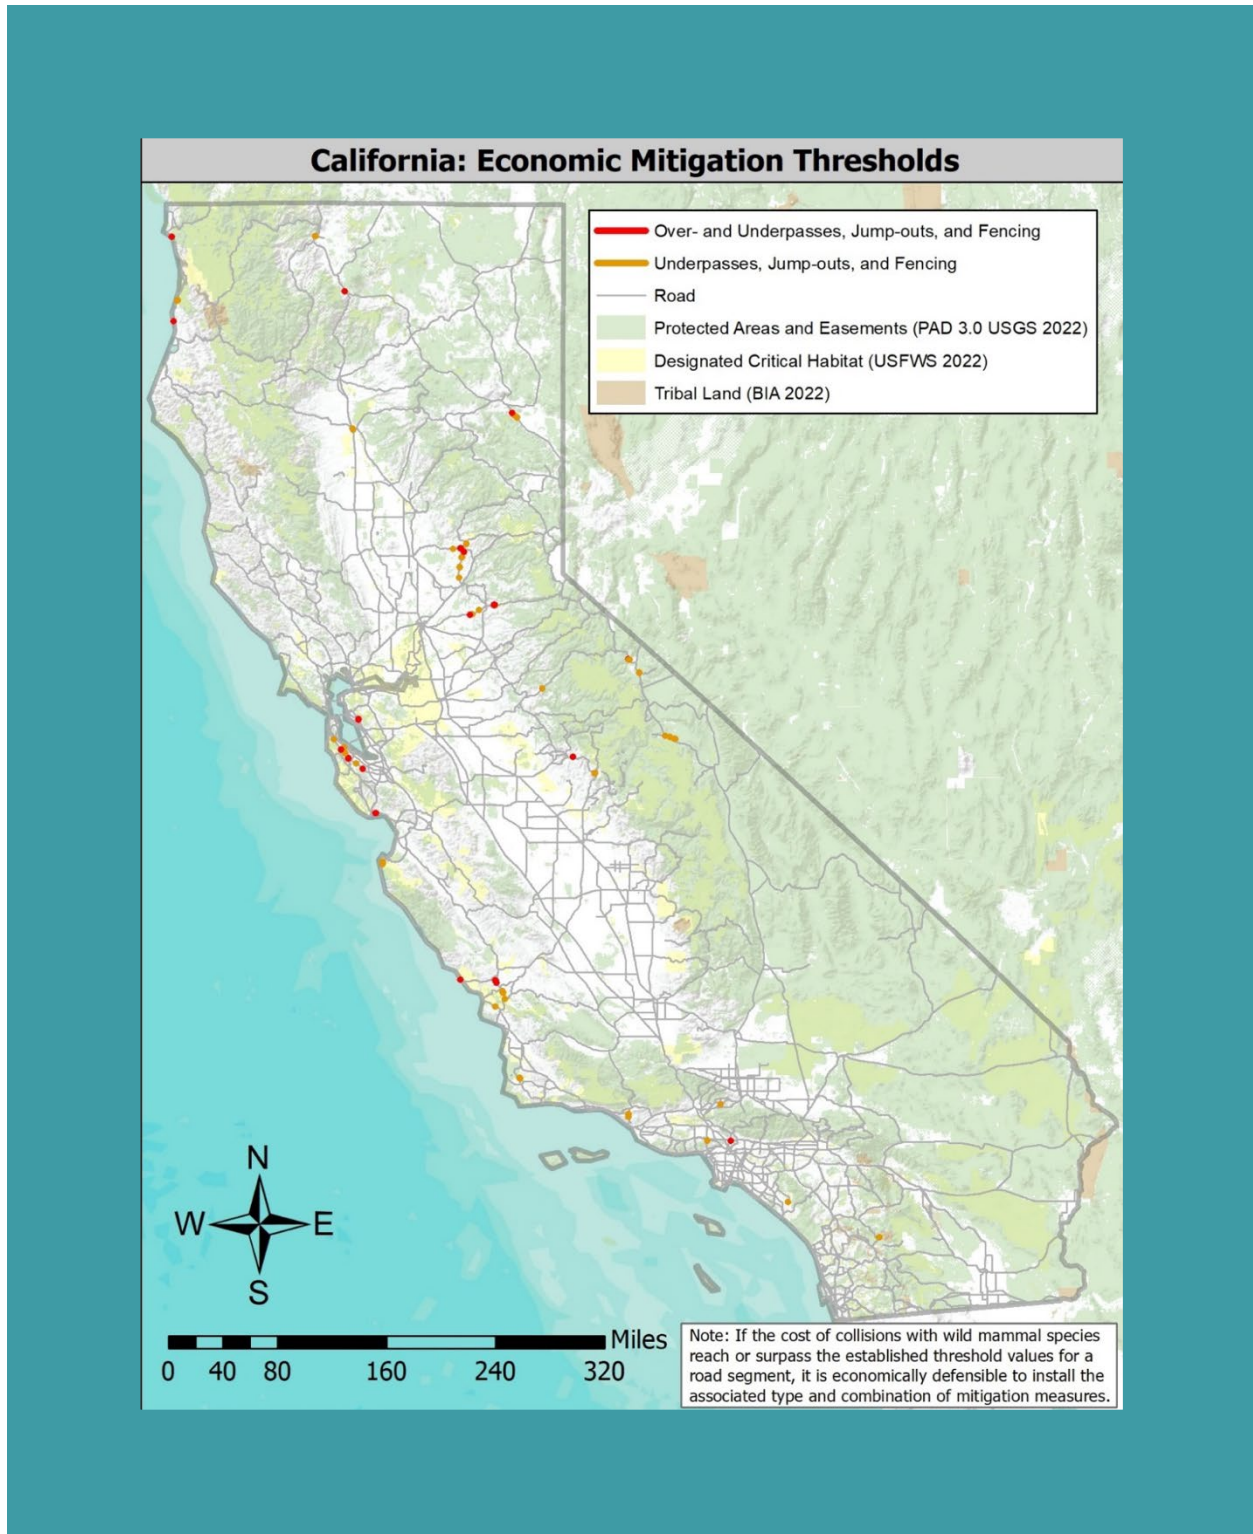 California: Economic Mitigation Thresholds
Over- and Underpasses, Jump-outs, and Fencing
Underpasses, Jump-outs, and Fencing
Road
Protected Areas and Easements (PAD 3.0 USGS 2022)
Designated Critical Habitat (USFWS 2022)
Tribal Land (BIA 2022)
N
W E
S
Miles
0 40 80 160 240 320
Note: If the cost of collisions with wild mammal species
reach or surpass the established threshold values for a
road segment, it is economically defensible to install the
associated type and combination of mitigation measures.